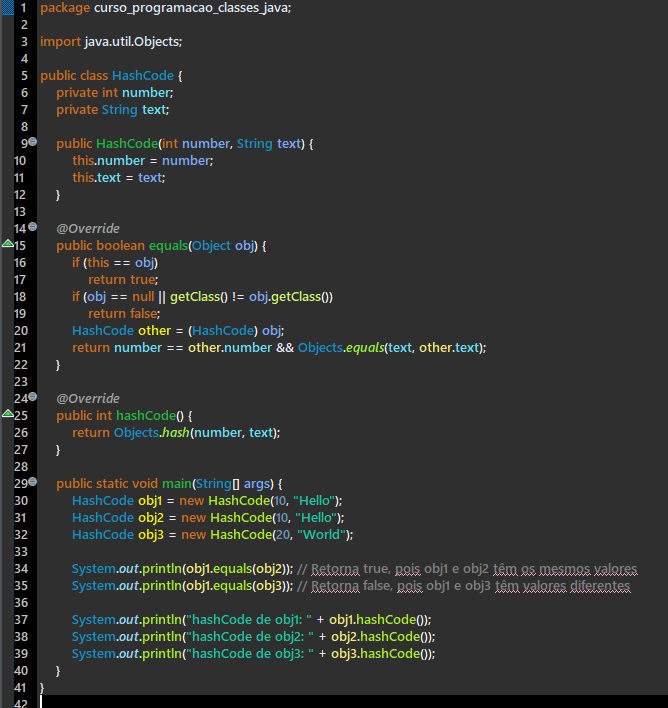 1 package curso_programacao_classes_java;
2
3 import java.util.Objects;
4
5 public class HashCode {
6 private int number;
7 private String text;
8
9 public HashCode(int number, String text) {
10 this.number = number;
11 this.text = text;
12 }
13
14 @Override
15 public boolean equals(Object obj) {
16 if (this == obj)
17 return true;
18 if (obj == null || getClass() != obj.getClass())
19 return false;
20 HashCode other = (HashCode) obj;
21 return number == other.number && Objects.equals(text, other.text);
22 }
23
24 @Override
25 public int hashCode() {
26 return Objects.hash(number, text);
27 }
28
29 public static void main(String[] args) {
30 HashCode obj1 = new HashCode(10, "Hello");
31 HashCode obj2 = new HashCode(10, "Hello");
32 HashCode obj3 = new HashCode(20, "World");
33
34 System.out.println(obj1.equals(obj2)); // Retorna true, pois obj1 e obj2 têm os mesmos valores
35 System.out.println(obj1.equals(obj3)); // Retorna false, pois obj1 e obj3 têm valores diferentes
36
37 System.out.println("hashCode de obj1: " + obj1.hashCode());
38 System.out.println("hashCode de obj2: " + obj2.hashCode());
39 System.out.println("hashCode de obj3: " + obj3.hashCode());
40 }
41 }
42